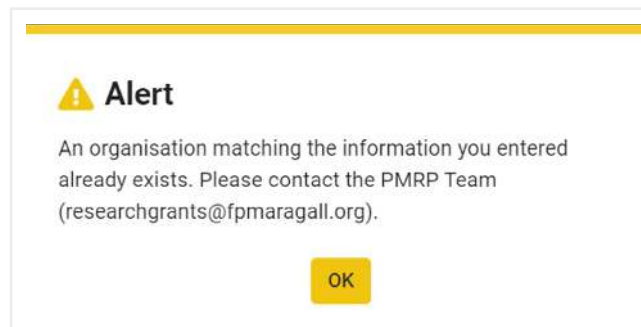 Alert
An organisation matching the information you entered
already exists. Please contact the PMRP Team
(researchgrants@fpmaragall.org).
OK